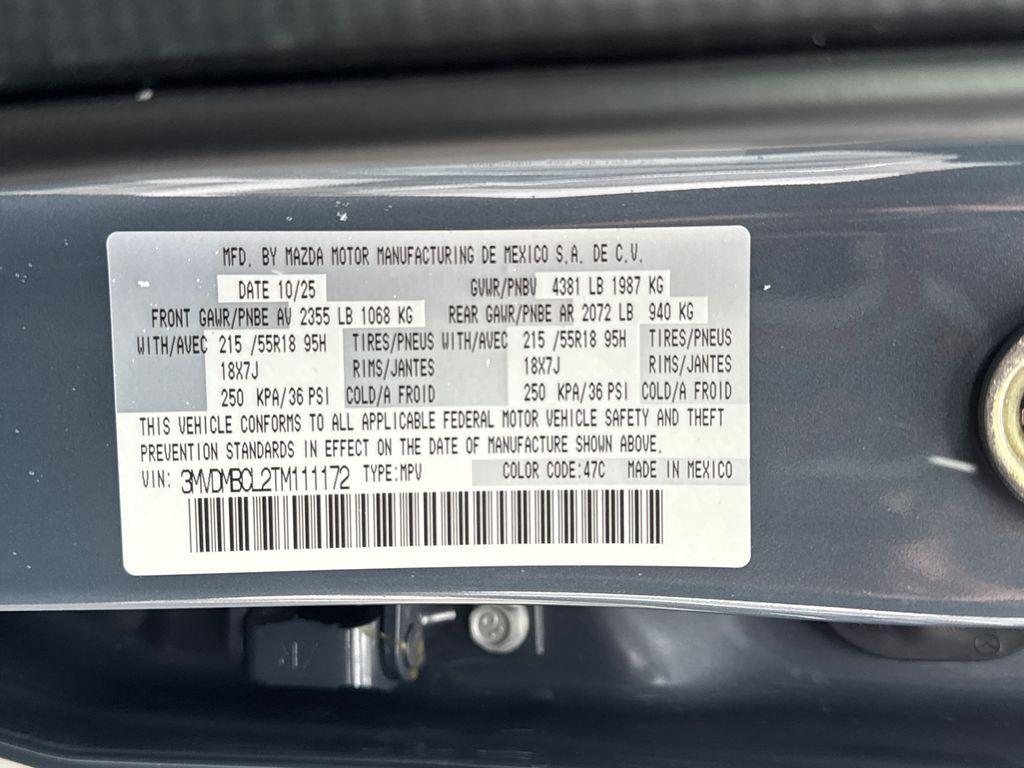 MFD. BY MAZDA MOTOR MANUFACTURING DE MEXICO S.A. DE C.V.
DATE 10/25 GVWR/PNBV 4381 LB 1987 KG
FRONT GAWR/PNBE AV 2355 LB 1068 KG REAR GAWR/PNBE AR 2072 LB 940 KG
WITH/AVEC 215 /55R18 95H TIRES/PNEUS WITH/AVEC 215 /55R18 95H TIRES/PNEUS
18X7J RIMS/JANTES 18X7J RIMS/JANTES
250 KPA/36 PSI COLD/A FROID 250 KPA/36 PSI COLD/A FROID
THIS VEHICLE CONFORMS TO ALL APPLICABLE FEDERAL MOTOR VEHICLE SAFETY AND THEFT
PREVENTION STANDARDS IN EFFECT ON THE DATE OF MANUFACTURE SHOWN ABOVE.
VIN: 3MVDMBCL2TM111172 TYPE:MPV COLOR CODE:47C MADE IN MEXICO